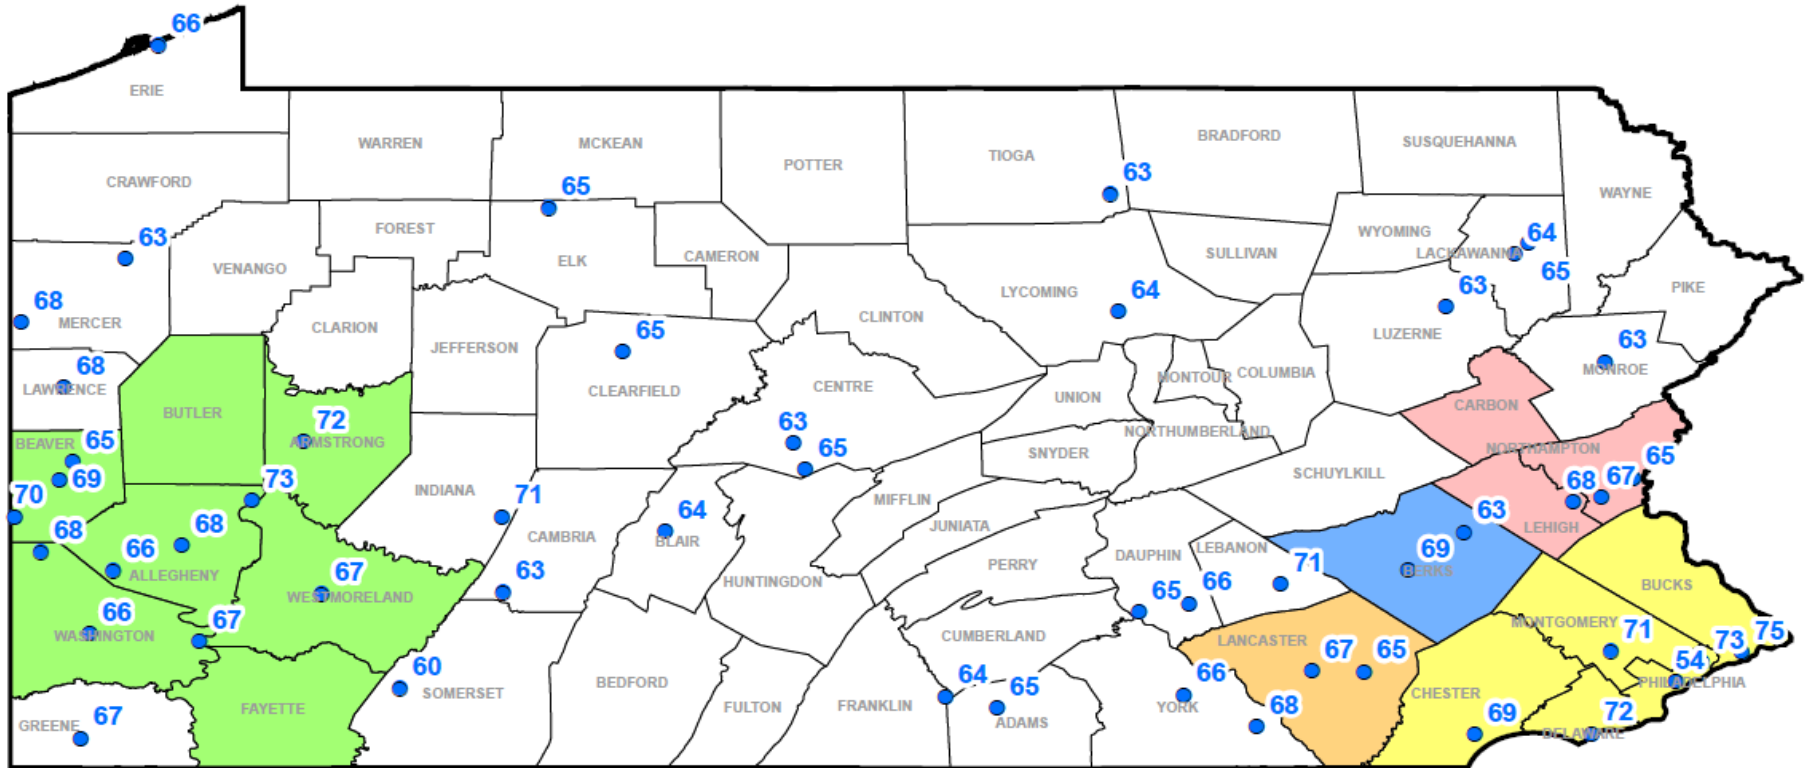 66
ERIE
WARREN
MCKEAN
POTTER
TIOGA
BRADFORD
SUSQUEHANNA
CRAWFORD
65
63
WAYNE
63
FOREST
VENANGO
ELK
CAMERON
SULLIVAN
WYOMING
64
LACKAWANNA
65
68
MERCER
CLARION
JEFFERSON
65
CLINTON
LYCOMING
64
63
LUZERNE
PIKE
68
LAWRENCE
BUTLER
CLEARFIELD
CENTRE
UNION
MONTOUR
COLUMBIA
63
MONROE
CARBON
72
ARMSTRONG
BEAVER
65
69
63
65
SNYDER
NORTHUMBERLAND
SCHUYLKILL
NORTHAMPTON
65
70
73
INDIANA
71
MIFFLIN
68
67
68
68
66
ALLEGHENY
CAMBRIA
64
BLAIR
JUNIATA
63
LEHIGH
67
WESTMORELAND
63
HUNTINGDON
PERRY
DAUPHIN
LEBANON
71
69
BERKS
BUCKS
66
WASHINGTON
67
65
66
CUMBERLAND
LANCASTER
67
65
MONTGOMERY
71
73
75
60
SOMERSET
BEDFORD
64
65
66
CHESTER
54
PHILADELPHIA
GREENE
67
FAYETTE
FULTON
FRANKLIN
ADAMS
YORK
68
69
72
DELAWARE